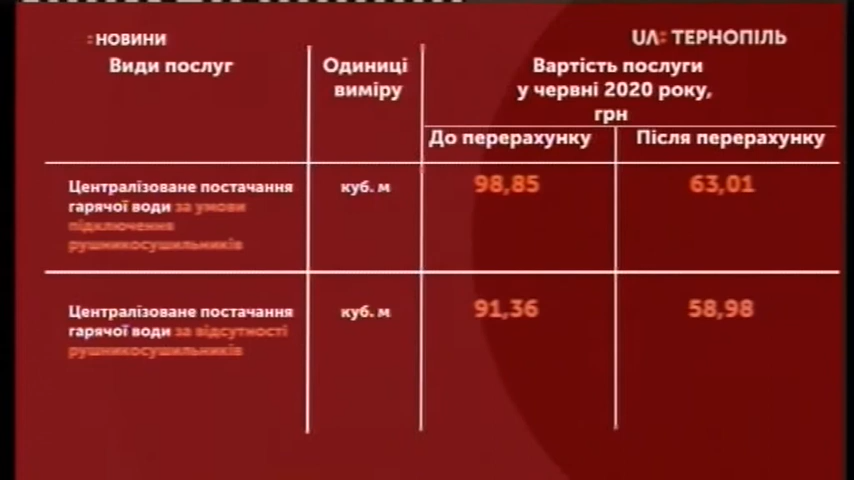 :НОВИНИ
UA: ТЕРНОПІЛЬ
Види послуг
Одиниці
виміру
Вартість послуги
у червні 2020 року,
грн
До перерахунку
Після перерахунку
Централізоване постачання
гарячої води за умови
підключення
рушникосушильників
куб. м
98,85
63,01
Централізоване постачання
гарячої води за відсутності
рушникосушильників
куб. м
91,36
58,98